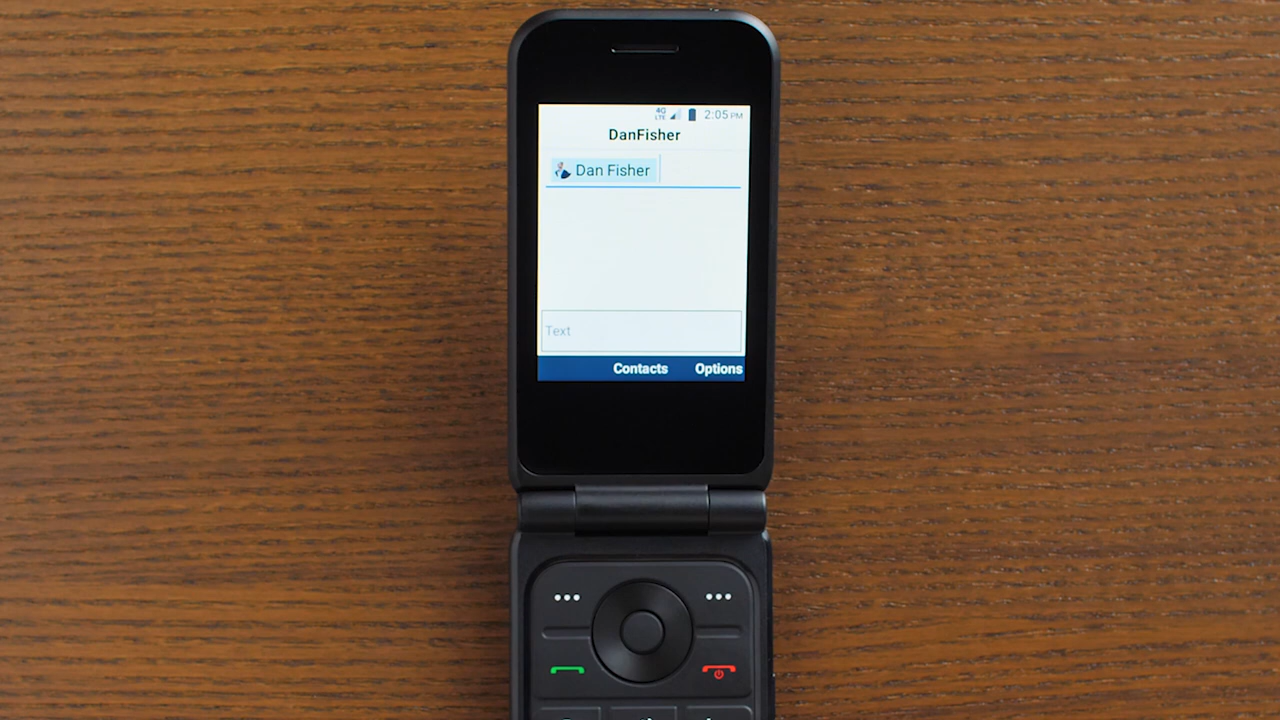 4G LTE 2:05 PM
DanFisher
Dan Fisher
Text
Contacts Options